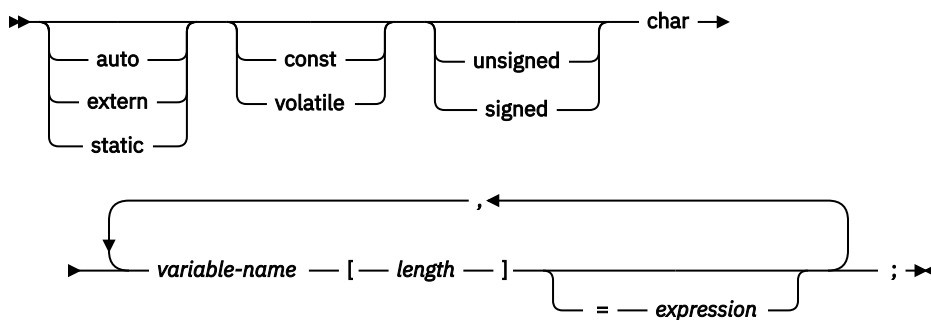 char
auto const unsigned
extern volatile signed
static
,
variable-name [ length ] ;
= expression